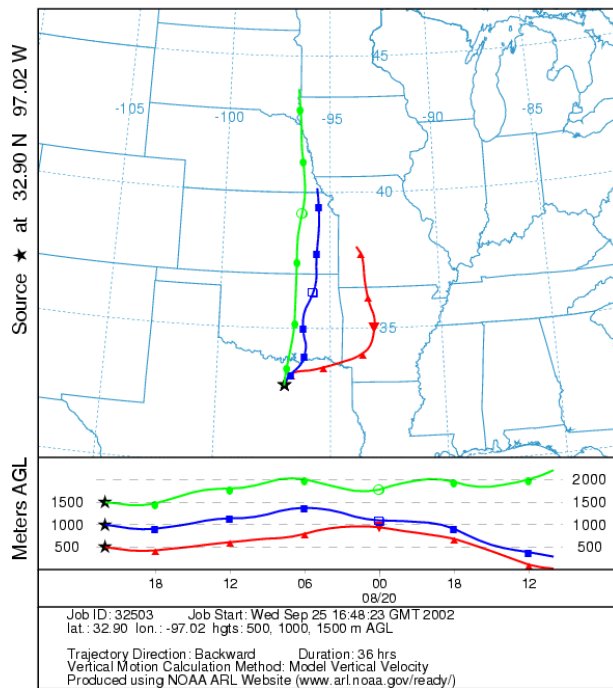 Source ★ at 32.90 N 97.02 W
45
-105
-100
-95
-90
-85
40
35
Meters AGL
1500
1000
500
2000
1500
1000
500
18 12 06 00 18 12
08/20
Job ID: 32503 Job Start: Wed Sep 25 16:48:23 GMT 2002
lat.: 32.90 lon.: -97.02 hgts: 500, 1000, 1500 m AGL
Trajectory Direction: Backward Duration: 36 hrs
Vertical Motion Calculation Method: Model Vertical Velocity
Produced using NOAA ARL Website (www.arl.noaa.gov/ready/)